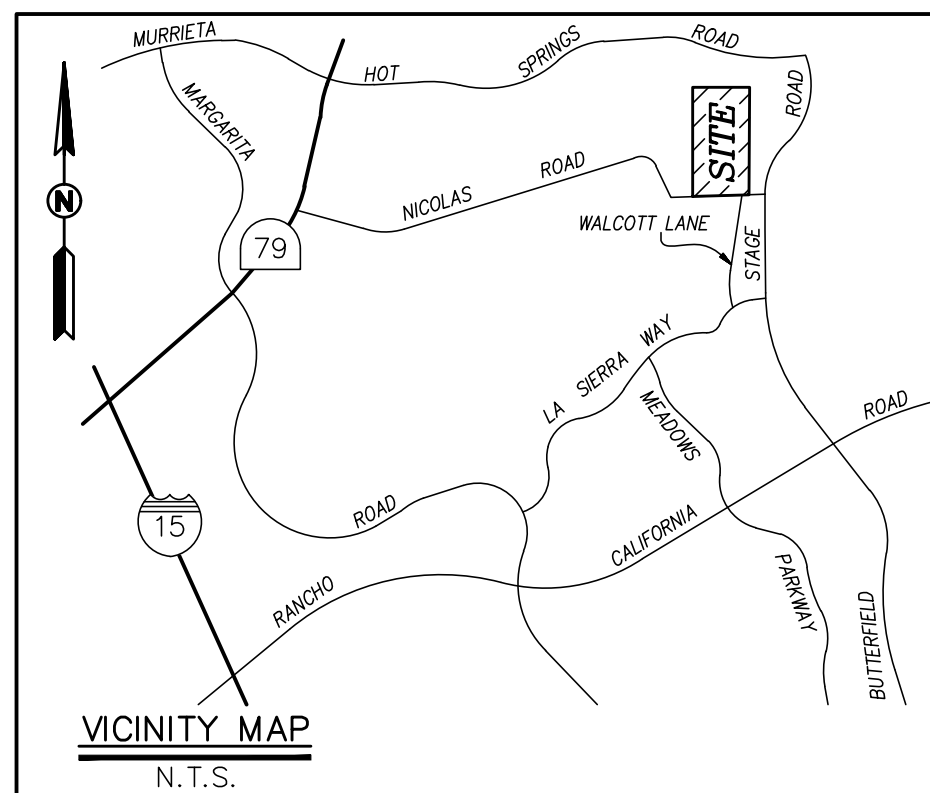 MURRIETA HOT SPRINGS ROAD
MARGARITA ROAD
N
79
NICOLAS ROAD
SITE
WALCOTT LANE
BUTTERFIELD STAGE ROAD
LA SIERRA WAY
MEADOWS PARKWAY
15
RANCHO CALIFORNIA ROAD
VICINITY MAP
N.T.S.